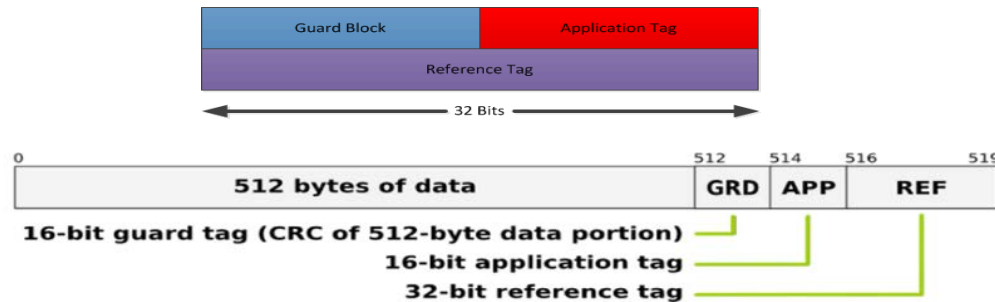 Guard Block Application Tag
Reference Tag
32 Bits
0 512 514 516 519
512 bytes of data GRD APP REF
16-bit guard tag (CRC of 512-byte data portion)
16-bit application tag
32-bit reference tag